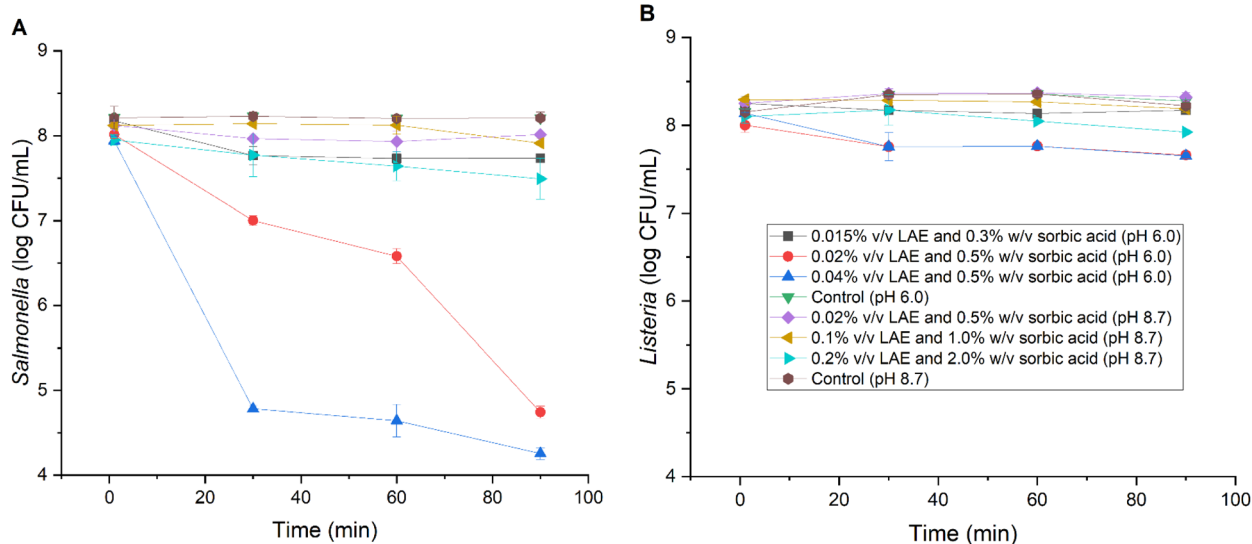 A
9
8
7
6
5
4
Salmonella (log CFU/mL)
0
20
40
60
80
100
Time (min)
B
9
8
7
6
5
4
Listeria (log CFU/mL)
0.015% v/v LAE and 0.3% w/v sorbic acid (pH 6.0)
0.02% v/v LAE and 0.5% w/v sorbic acid (pH 6.0)
0.04% v/v LAE and 0.5% w/v sorbic acid (pH 6.0)
Control (pH 6.0)
0.02% v/v LAE and 0.5% w/v sorbic acid (pH 8.7)
0.1% v/v LAE and 1.0% w/v sorbic acid (pH 8.7)
0.2% v/v LAE and 2.0% w/v sorbic acid (pH 8.7)
Control (pH 8.7)
0
20
40
60
80
100
Time (min)